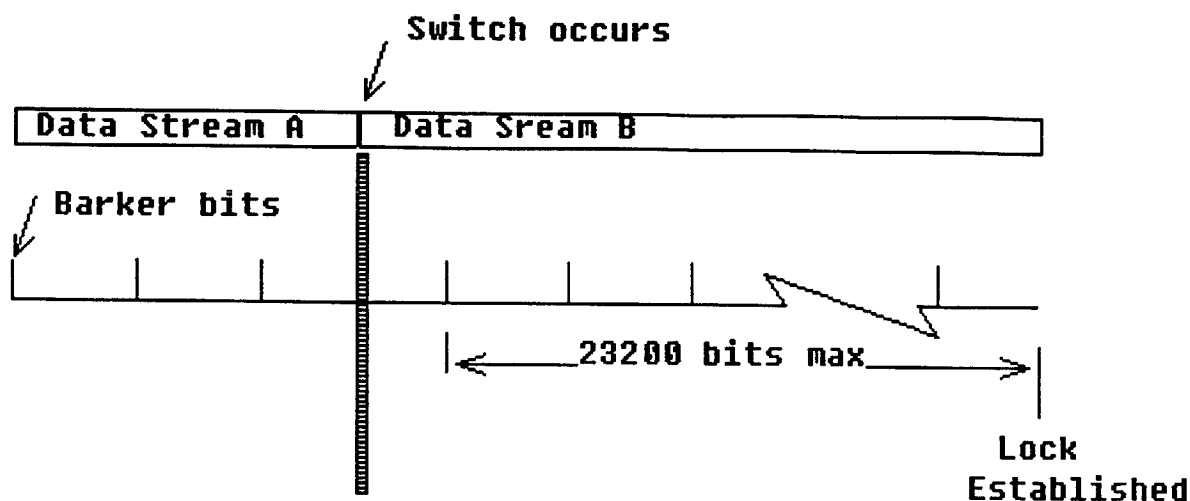 Switch occurs
Data Stream A
Data Sream B
Barker bits
23200 bits max
Lock
Established